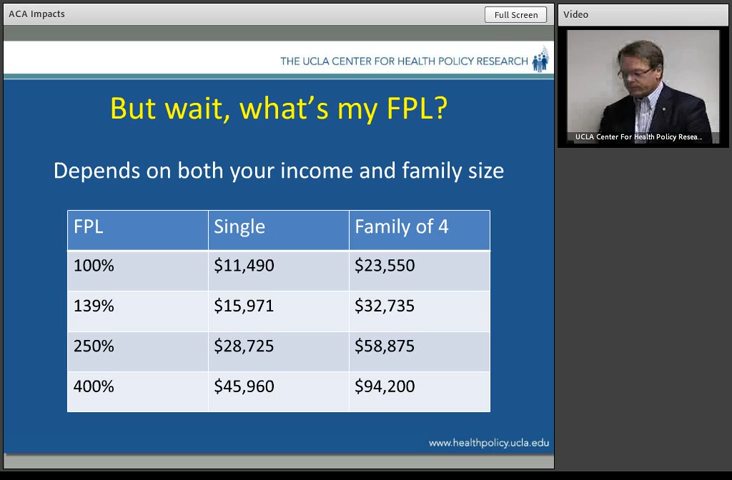 ACA Impacts
Full Screen
Video
THE UCLA CENTER FOR HEALTH POLICY RESEARCH
UCLA Center For Health Policy Resea...
But wait, what's my FPL?
Depends on both your income and family size
FPL Single Family of 4
100% $11,490 $23,550
139% $15,971 $32,735
250% $28,725 $58,875
400% $45,960 $94,200
www.healthpolicy.ucla.edu